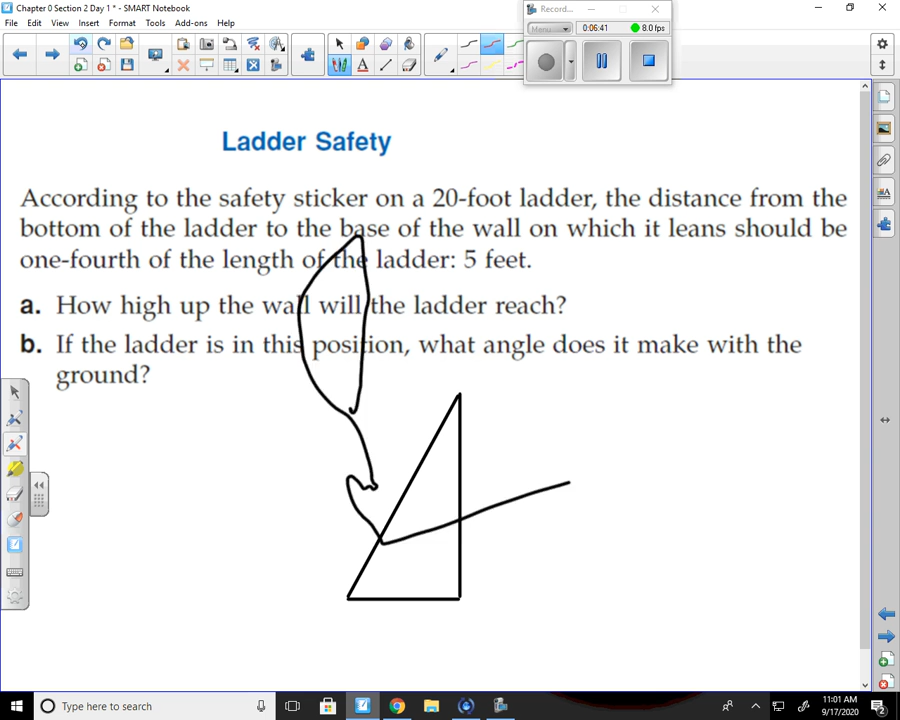 Chapter 0 Section 2 Day 1 * - SMART Notebook
File Edit View Insert Format Tools Add-ons Help
Record...
Menu
0:06:41
8.0 fps
Ladder Safety
According to the safety sticker on a 20-foot ladder, the distance from the
bottom of the ladder to the base of the wall on which it leans should be
one-fourth of the length of the ladder: 5 feet.
a. How high up the wall will the ladder reach?
b. If the ladder is in this position, what angle does it make with the
ground?
Type here to search
11:01 AM
9/17/2020
2